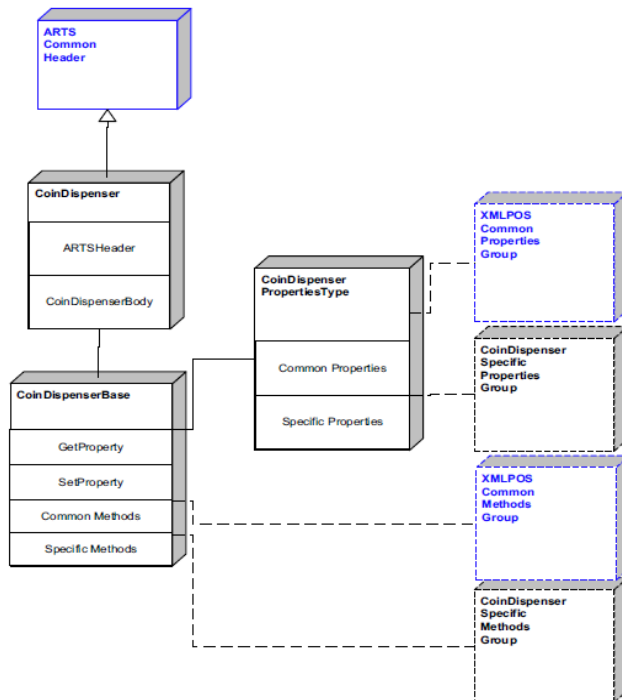 ARTS
Common
Header
CoinDispenser
ARTSHeader
CoinDispenserBody
CoinDispenserBase
GetProperty
SetProperty
Common Methods
Specific Methods
CoinDispenser
PropertiesType
Common Properties
Specific Properties
XMLPOS
Common
Properties
Group
CoinDispenser
Specific
Properties
Group
XMLPOS
Common
Methods
Group
CoinDispenser
Specific
Methods
Group